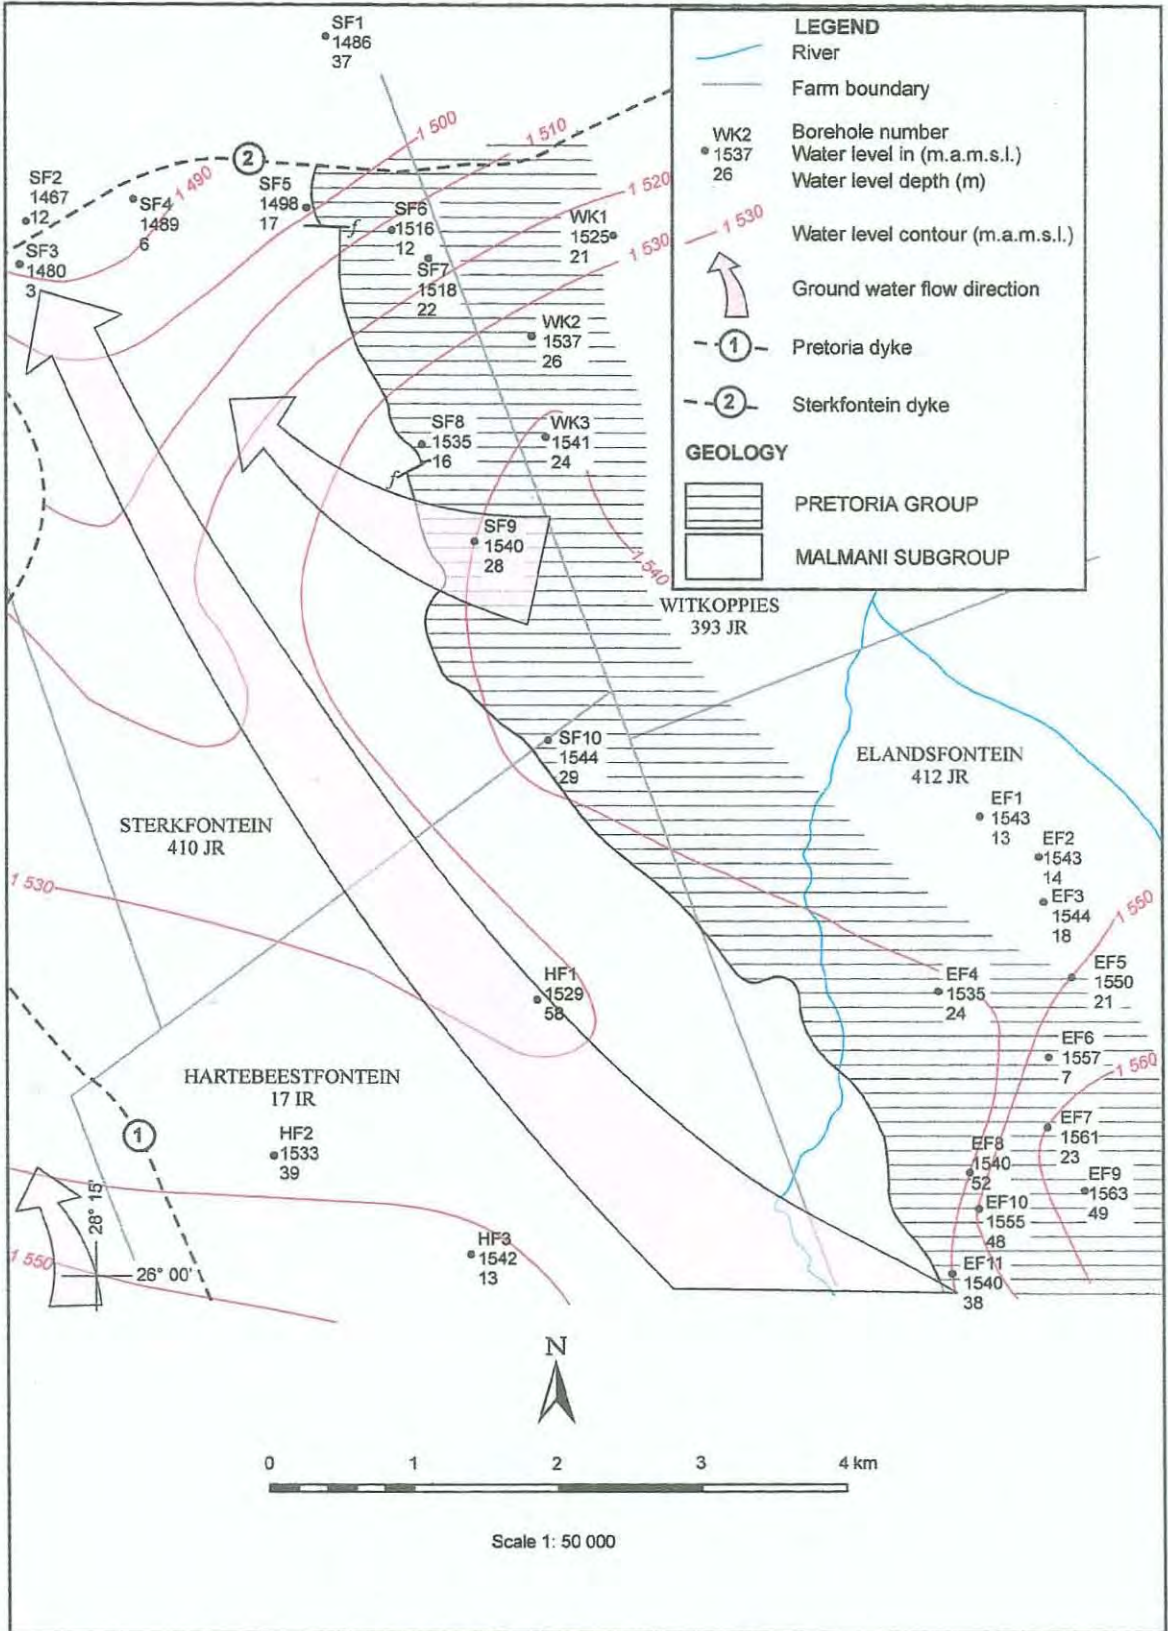 SF1
1486
37
LEGEND
River
Farm boundary
WK2
1537
26
Borehole number
Water level in (m.a.m.s.l.)
Water level depth (m)
1 530
Water level contour (m.a.m.s.l.)
Ground water flow direction
1
Pretoria dyke
2
Sterkfontein dyke
GEOLOGY
PRETORIA GROUP
MALMANI SUBGROUP
1 500
1 510
1 520
1 530
1 490
2
SF2
1467
12
SF4
1489
6
SF5
1498
17
f
SF3
1480
3
SF6
1516
12
SF7
1518
22
WK1
1525
21
WK2
1537
26
SF8
1535
16
f
WK3
1541
24
SF9
1540
28
1 540
WITKOPPIES
393 JR
SF10
1544
29
ELANDSFONTEIN
412 JR
EF1
1543
13
EF2
1543
14
EF3
1544
18
1 550
STERKFONTEIN
410 JR
1 530
HF1
1529
58
EF4
1535
24
EF5
1550
21
EF6
1557
7
1 560
HARTEBEESTFONTEIN
17 IR
1
HF2
1533
39
EF7
1561
23
EF8
1540
52
EF9
1563
49
EF10
1555
48
28° 15'
1 550
26° 00'
HF3
1542
13
EF11
1540
38
N
0 1 2 3 4 km
Scale 1: 50 000